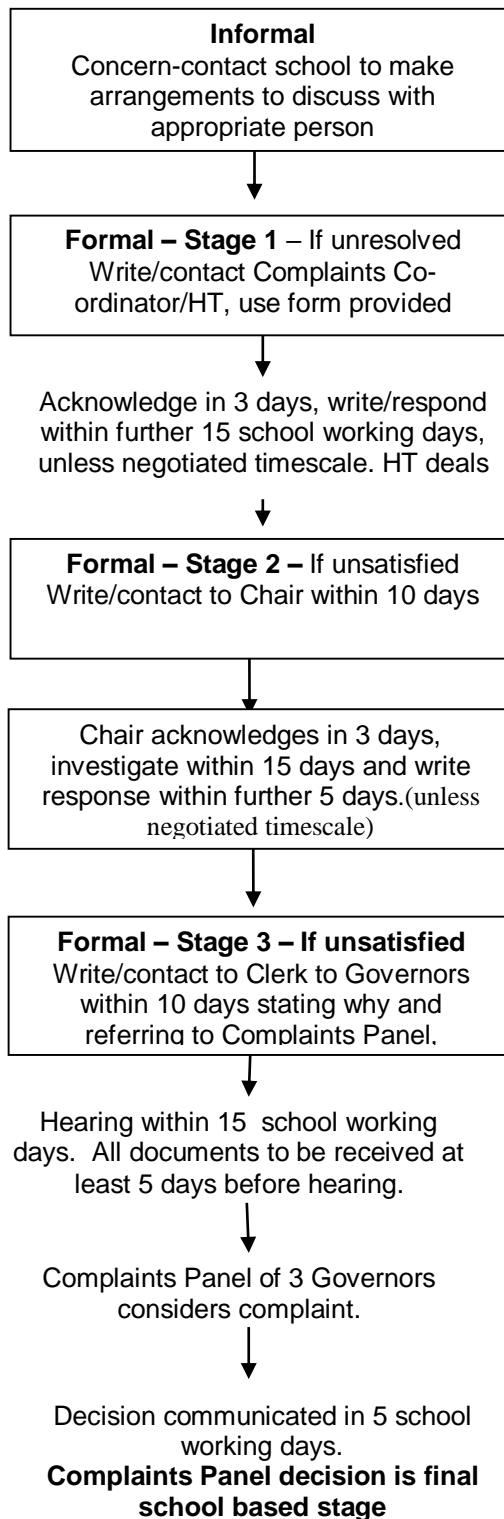 Informal
Concern-contact school to make
arrangements to discuss with
appropriate person
Formal – Stage 1 – If unresolved
Write/contact Complaints Co-
ordinator/HT, use form provided
Acknowledge in 3 days, write/respond
within further 15 school working days,
unless negotiated timescale. HT deals
Formal – Stage 2 – If unsatisfied
Write/contact to Chair within 10 days
Chair acknowledges in 3 days,
investigate within 15 days and write
response within further 5 days.(unless
negotiated timescale)
Formal – Stage 3 – If unsatisfied
Write/contact to Clerk to Governors
within 10 days stating why and
referring to Complaints Panel,
Hearing within 15 school working
days. All documents to be received at
least 5 days before hearing.
Complaints Panel of 3 Governors
considers complaint.
Decision communicated in 5 school
working days.
Complaints Panel decision is final
school based stage